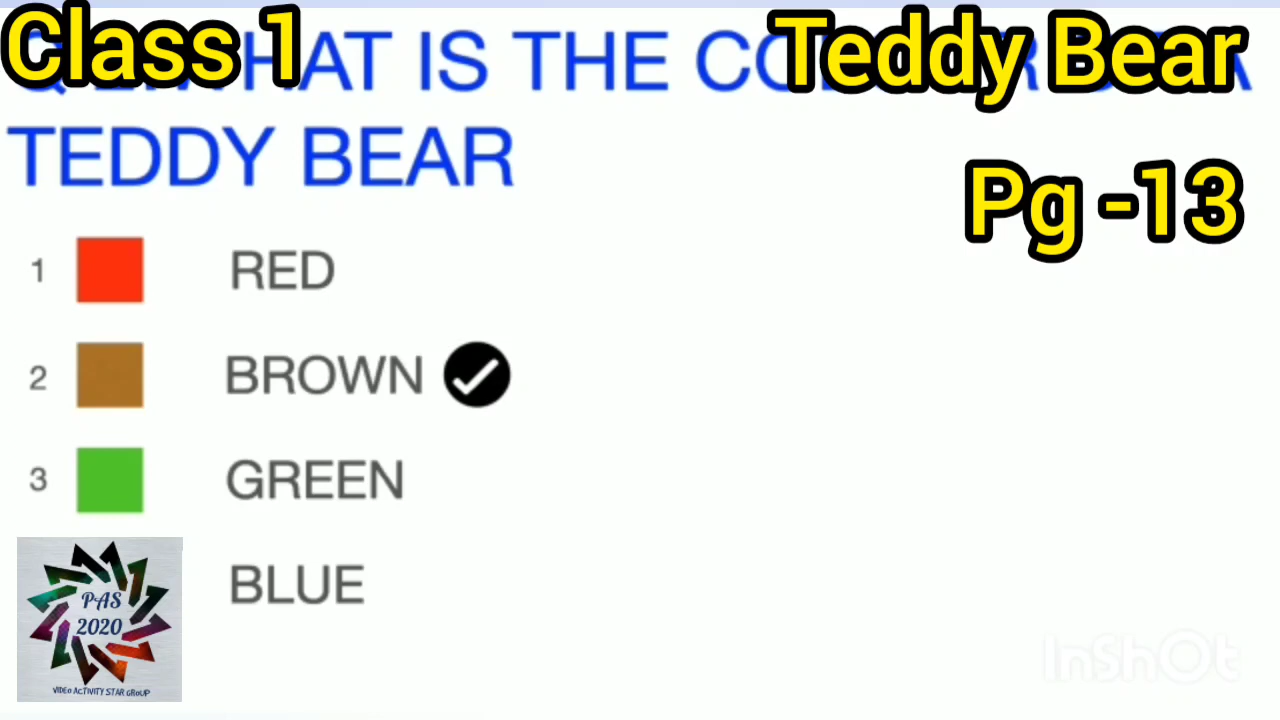 Class 1
Teddy Bear
HAT IS THE
TEDDY BEAR
Pg -13
1 RED
2 BROWN
3 GREEN
BLUE
PAS
2020
VIDEO ACTIVITY STAR GROUP
InShOt